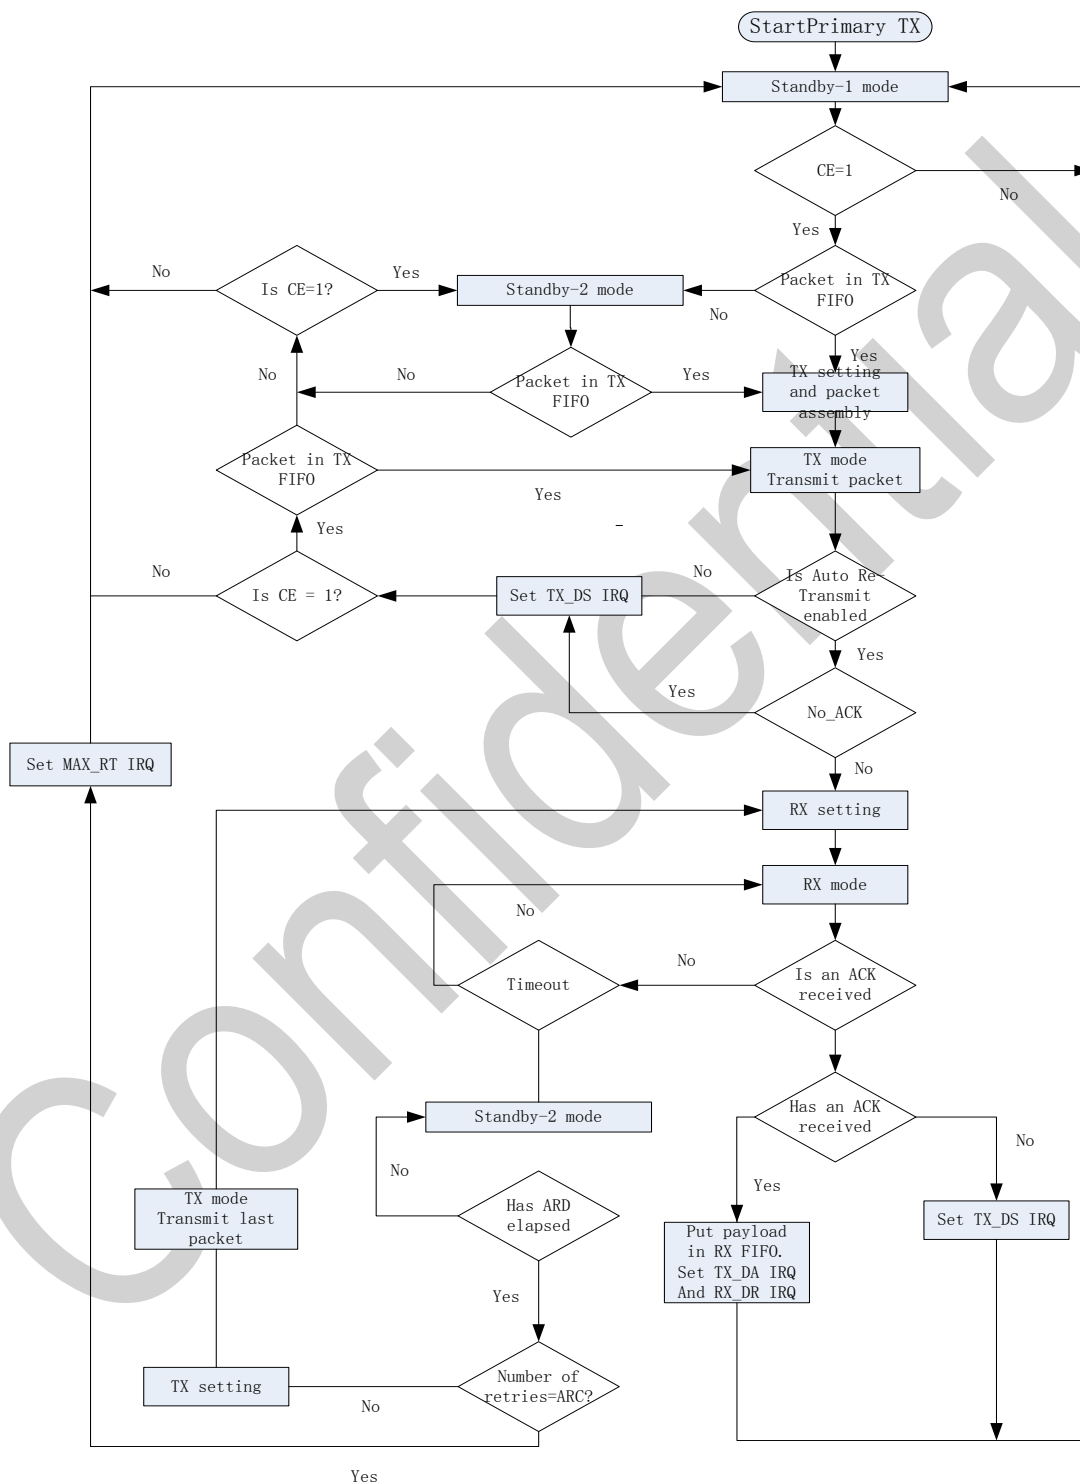 StartPrimary TX
Standby-1 mode
CE=1
No
Yes
No
Is CE=1?
Yes
Standby-2 mode
Packet in TX
FIFO
No
Yes
No
No
Packet in TX
FIFO
Yes
TX setting
and packet
assembly
Packet in TX
FIFO
Yes
TX mode
Transmit packet
-
Yes
No
Is CE = 1?
Set TX_DS IRQ
No
Is Auto Re-
Transmit
enabled
Yes
Yes
No_ACK
Set MAX_RT IRQ
No
RX setting
RX mode
No
Timeout
No
Is an ACK
received
Standby-2 mode
Has an ACK
received
No
No
Yes
TX mode
Transmit last
packet
Has ARD
elapsed
Put payload
in RX FIFO.
Set TX_DA IRQ
And RX_DR IRQ
Set TX_DS IRQ
Yes
TX setting
No
Number of
retries=ARC?
Yes
Confidential